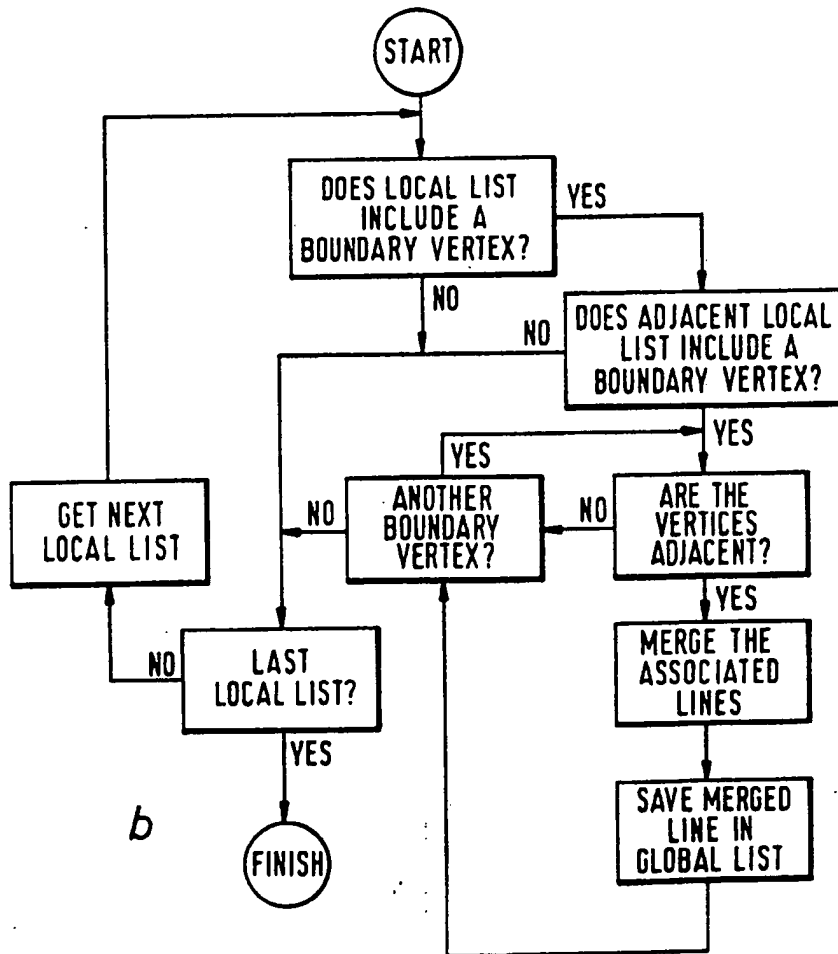 START
DOES LOCAL LIST
INCLUDE A
BOUNDARY VERTEX?
YES
NO
DOES ADJACENT LOCAL
LIST INCLUDE A
BOUNDARY VERTEX?
NO
YES
ARE THE
VERTICES
ADJACENT?
NO
YES
ANOTHER
BOUNDARY
VERTEX?
YES
NO
GET NEXT
LOCAL LIST
MERGE THE
ASSOCIATED
LINES
LAST
LOCAL LIST?
NO
YES
SAVE MERGED
LINE IN
GLOBAL LIST
b
FINISH